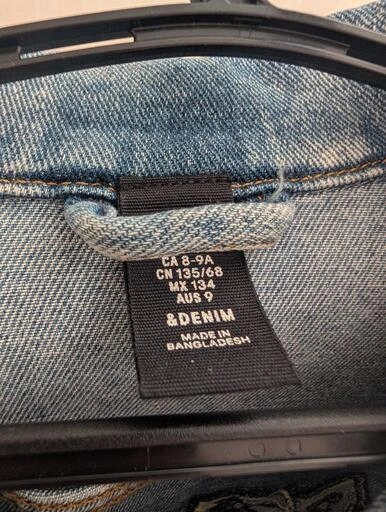 CA 8-9A
CN 135/68
MX 134
AUS 9
&DENIM
MADE IN
BANGLADESH